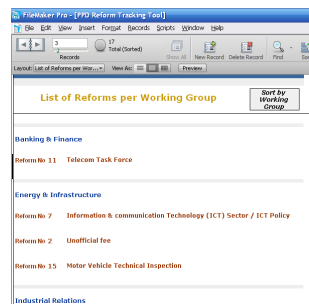 FileMaker Pro - [PPD Reform Tracking Tool]
File Edit View Insert Format Records Scripts Window Help
3
2
17
Total (Sorted)
Records
Show All New Record Delete Record Find
Layout: List of Reforms per Wor... View As: Preview
List of Reforms per Working Group
Sort by
Working
Group
Banking & Finance
Reform No 11 Telecom Task Force
Energy & Infrastructure
Reform No 7 Information & communication Technology (ICT) Sector / ICT Policy
Reform No 2 Unofficial fee
Reform No 15 Motor Vehicle Technical Inspection
Industrial Relations